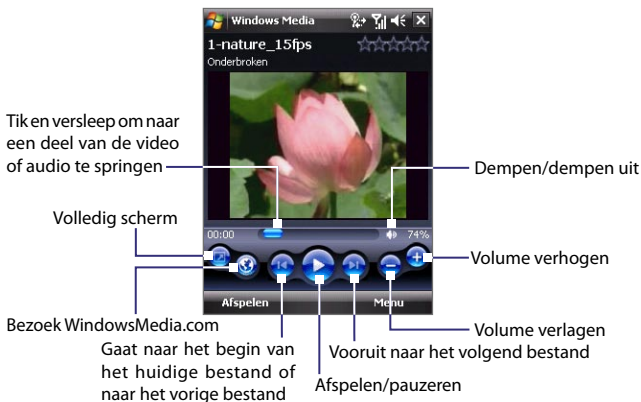 Windows Media
1-nature_15fps
Onderbroken
Tik en versleep om naar
een deel van de video
of audio te springen
Dempen/dempen uit
Volledig scherm
00:00
74%
Volume verhogen
Afspelen
Menu
Bezoek WindowsMedia.com
Volume verlagen
Gaat naar het begin van
het huidige bestand of
naar het vorige bestand
Vooruit naar het volgend bestand
Afspelen/pauzeren